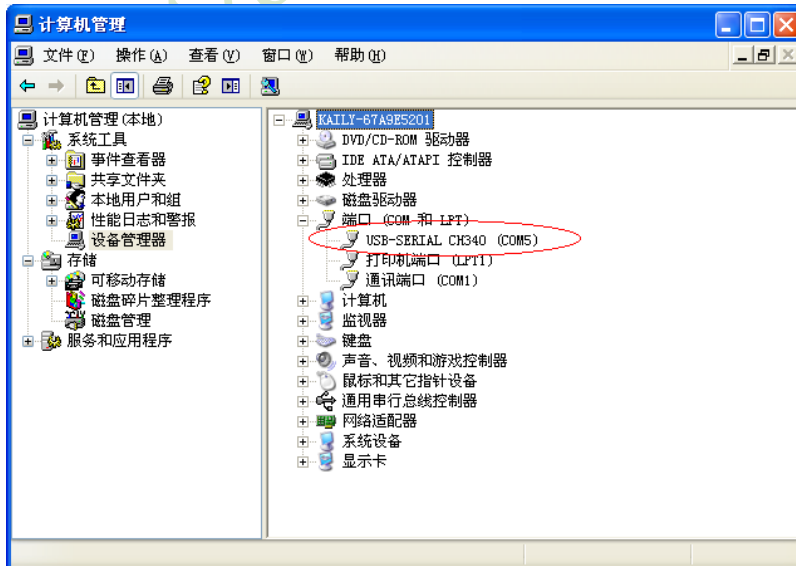 计算机管理
文件(F) 操作(A) 查看(V) 窗口(W) 帮助(H)
计算机管理(本地)
系统工具
事件查看器
共享文件夹
本地用户和组
性能日志和警报
设备管理器
存储
可移动存储
磁盘碎片整理程序
磁盘管理
服务和应用程序
KAILY-67A9E5201
DVD/CD-ROM 驱动器
IDE ATA/ATAPI 控制器
处理器
磁盘驱动器
端口 (COM 和 LPT)
USB-SERIAL CH340 (COM5)
打印机端口 (LPT1)
通讯端口 (COM1)
计算机
监视器
键盘
声音、视频和游戏控制器
鼠标和其它指针设备
通用串行总线控制器
网络适配器
系统设备
显示卡